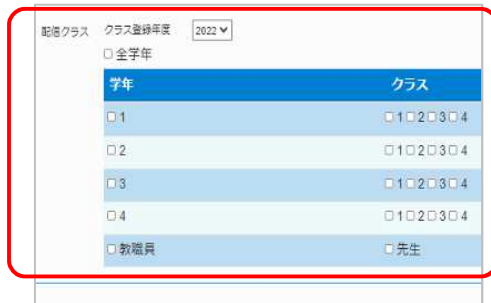 配信クラス クラス登録年度 2022
全学年
学年 クラス
1 1 2 3 4
2 1 2 3 4
3 1 2 3 4
4 1 2 3 4
教職員 先生